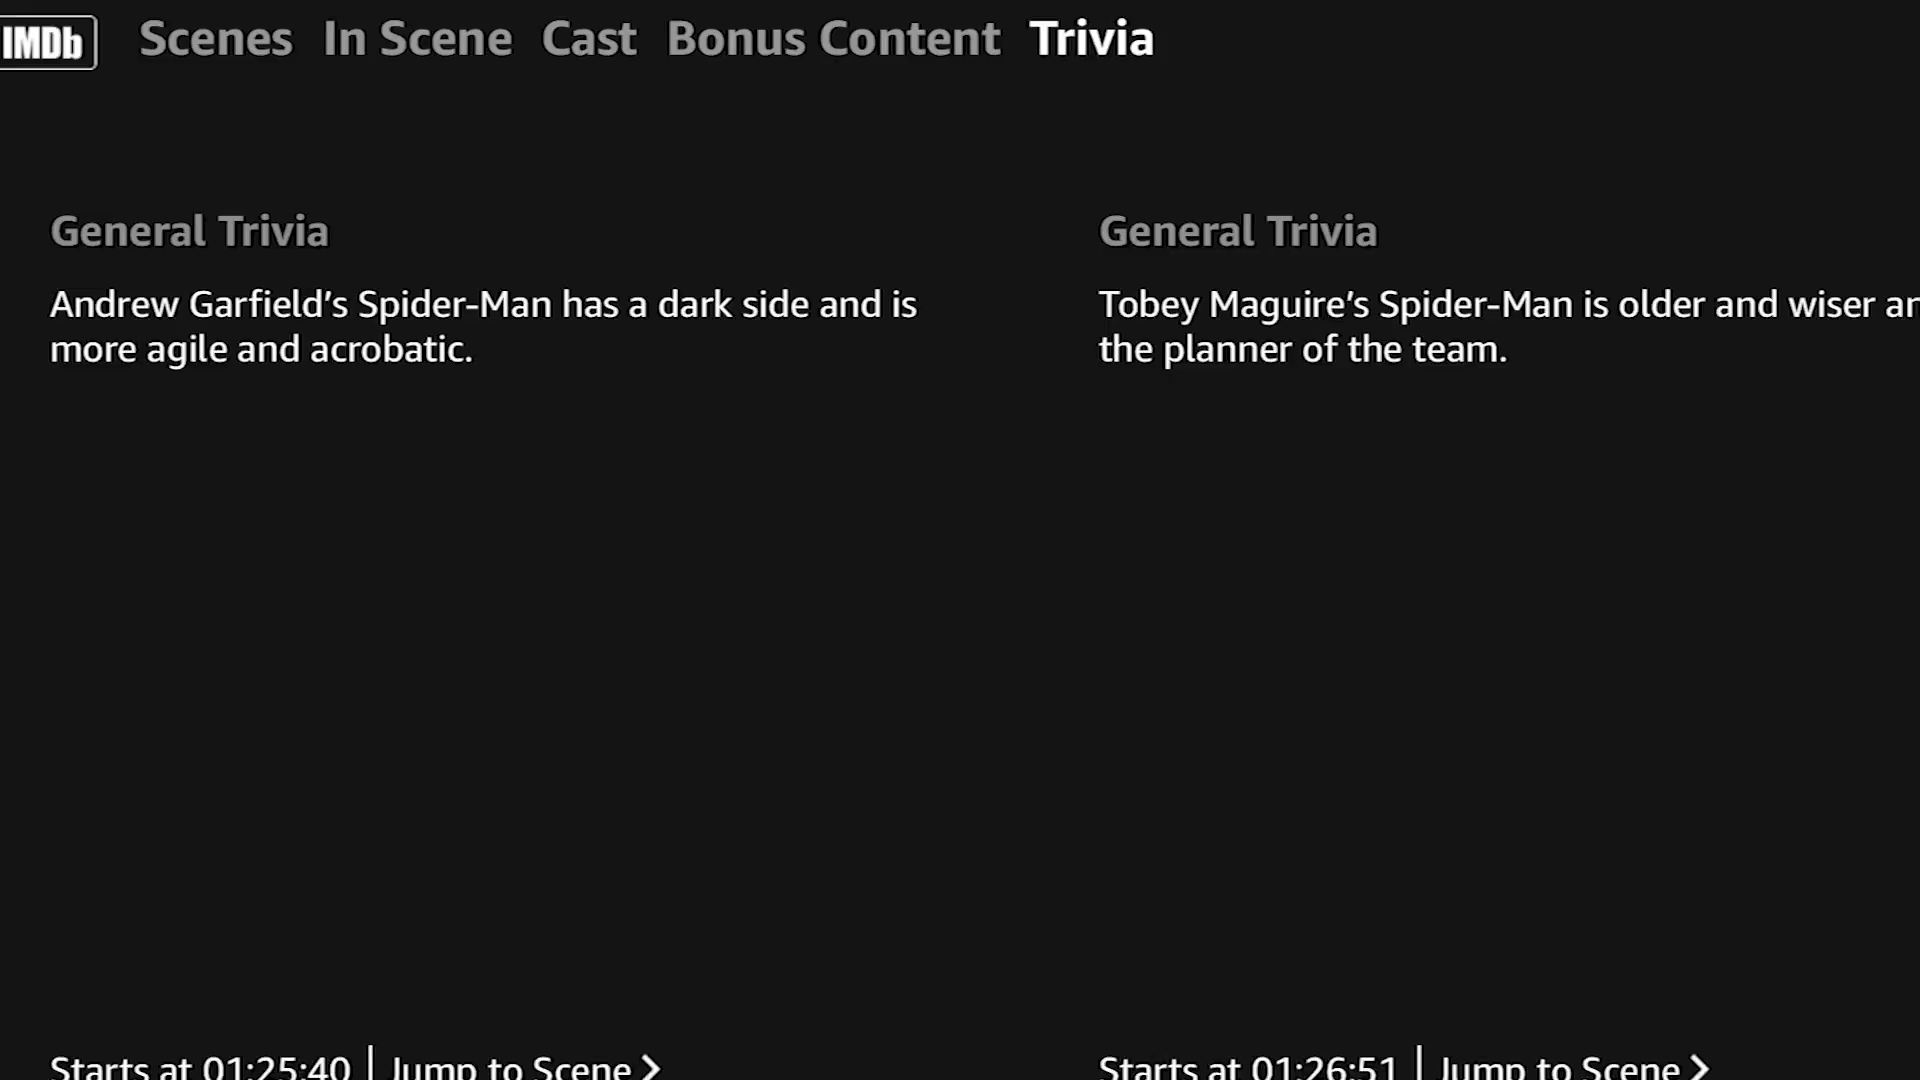 IMDb Scenes In Scene Cast Bonus Content Trivia
General Trivia
Andrew Garfield's Spider-Man has a dark side and is
more agile and acrobatic.
Starts at 01:25:40 | Jump to Scene >
General Trivia
Tobey Maguire's Spider-Man is older and wiser
the planner of the team.
Starts at 01:26:51 | Jump to Scene >